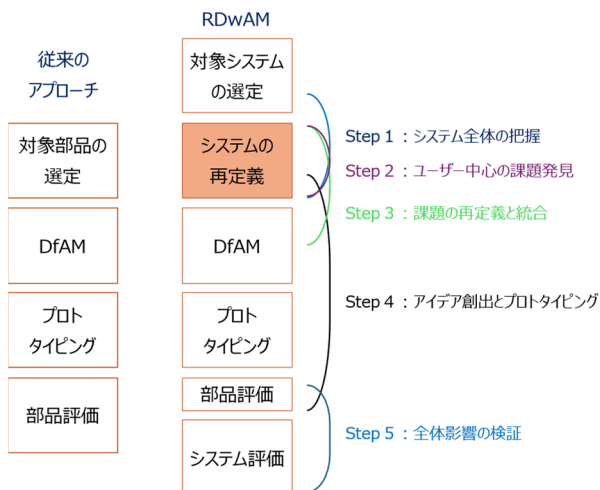 RDwAM
従来の
アプローチ
対象システム
の選定
対象部品の
選定
システムの
再定義
DfAM
DfAM
プロト
タイピング
プロト
タイピング
部品評価
部品評価
システム評価
Step 1：システム全体の把握
Step 2：ユーザー中心の課題発見
Step 3：課題の再定義と統合
Step 4：アイデア創出とプロトタイピング
Step 5：全体影響の検証